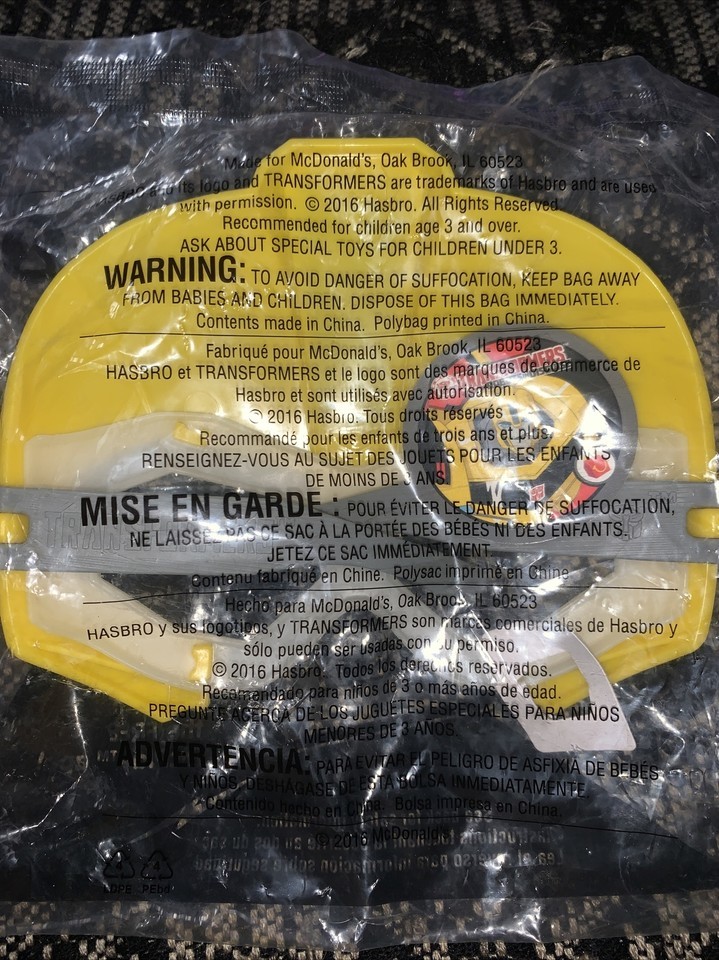 Made for McDonald's, Oak Brook, IL 60523
and its logo and TRANSFORMERS are trademarks of Hasbro and are used
with permission. © 2016 Hasbro. All Rights Reserved
Recommended for children age 3 and over.
ASK ABOUT SPECIAL TOYS FOR CHILDREN UNDER 3.
WARNING: TO AVOID DANGER OF SUFFOCATION, KEEP BAG AWAY
FROM BABIES AND CHILDREN. DISPOSE OF THIS BAG IMMEDIATELY.
Contents made in China. Polybag printed in China.
Fabriqué pour McDonald's, Oak Brook, IL 60523
HASBRO et TRANSFORMERS et le logo sont des marques de commerce de
Hasbro et sont utilisés avec autorisation.
© 2016 Hasbro. Tous droits réservés
Recommandé pour les enfants de trois ans et plus.
RENSEIGNEZ-VOUS AU SUJET DES JOUETS POUR LES ENFANTS
DE MOINS DE 3 ANS.
TRANSFORMERS
MISE EN GARDE : POUR ÉVITER LE DANGER DE SUFFOCATION,
NE LAISSEZ PAS CE SAC À LA PORTÉE DES BÉBÉS NI DES ENFANTS.
JETEZ CE SAC IMMÉDIATEMENT.
Contenu fabriqué en Chine. Polysac imprimé en Chine
Hecho para McDonald's, Oak Brook, IL 60523
HASBRO y sus logotipos, y TRANSFORMERS son marcas comerciales de Hasbro y
sólo pueden ser usadas con su permiso.
© 2016 Hasbro. Todos los derechos reservados.
Recomendado para niños de 3 o más años de edad.
PREGUNTE ACERCA DE LOS JUGUETES ESPECIALES PARA NIÑOS
MENORES DE 3 AÑOS.
ADVERTENCIA: PARA EVITAR EL PELIGRO DE ASFIXIA DE BEBÉS
Y NIÑOS, DESHÁGASE DE ESTA BOLSA INMEDIATAMENTE.
Contenido hecho en China. Bolsa impresa en China.
© 2016 McDonald's
4 4
LDPE PEbd